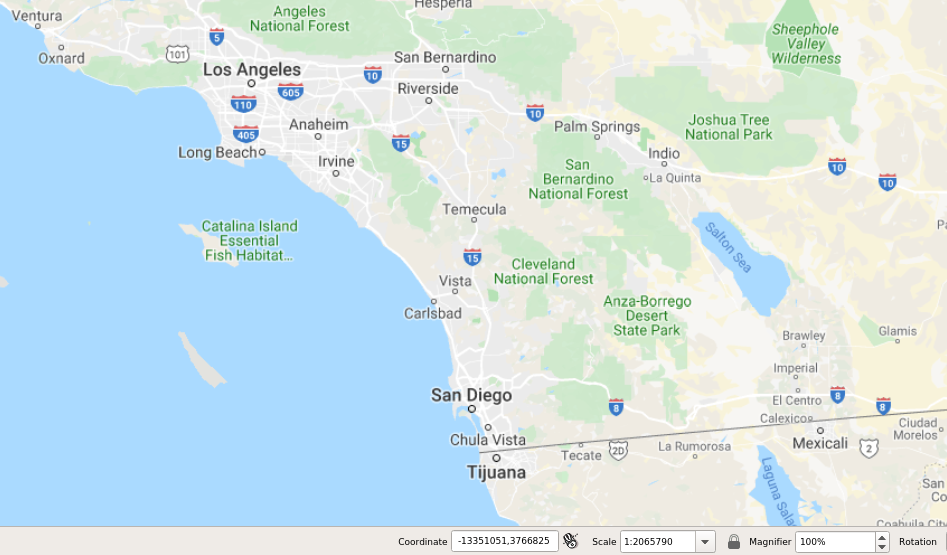 Hesperia
Ventura
Angeles
National Forest
Sheephole
Valley
Wilderness
5
101
Oxnard
San Bernardino
Los Angeles
10
605
Riverside
110
10
405
Anaheim
15
Palm Springs
Joshua Tree
National Park
Long Beach
Irvine
Indio
10
La Quinta
10
San
Bernardino
National Forest
Temecula
Catalina Island
Essential
Fish Habitat...
Salton Sea
15
Cleveland
National Forest
Vista
Carlsbad
Anza-Borrego
Desert
State Park
Brawley
Glamis
Imperial
San Diego
8
El Centro
8
8
Calexico
Chula Vista
Mexicali
Ciudad
Morelos
Tecate
2D
La Rumorosa
2
Tijuana
Laguna Sala
San
Co
Coahuila City
Coordinate
-13351051,3766825
Scale
1:2065790
Magnifier
100%
Rotation